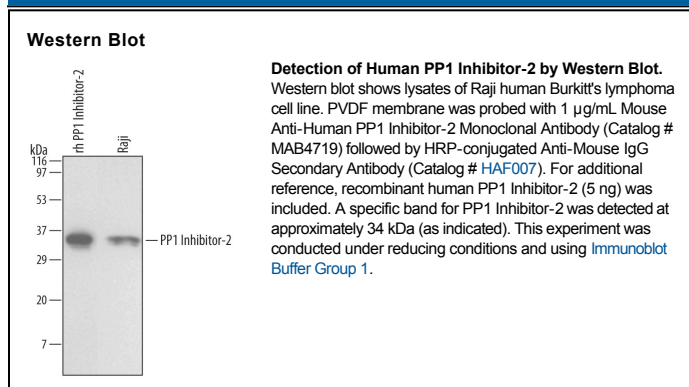 Western Blot
rh PP1 Inhibitor-2
Raji
kDa
116
97
53
37
29
20
7
PP1 Inhibitor-2
Detection of Human PP1 Inhibitor-2 by Western Blot.
Western blot shows lysates of Raji human Burkitt's lymphoma
cell line. PVDF membrane was probed with 1 µg/mL Mouse
Anti-Human PP1 Inhibitor-2 Monoclonal Antibody (Catalog #
MAB4719) followed by HRP-conjugated Anti-Mouse IgG
Secondary Antibody (Catalog # HAF007). For additional
reference, recombinant human PP1 Inhibitor-2 (5 ng) was
included. A specific band for PP1 Inhibitor-2 was detected at
approximately 34 kDa (as indicated). This experiment was
conducted under reducing conditions and using Immunoblot
Buffer Group 1.